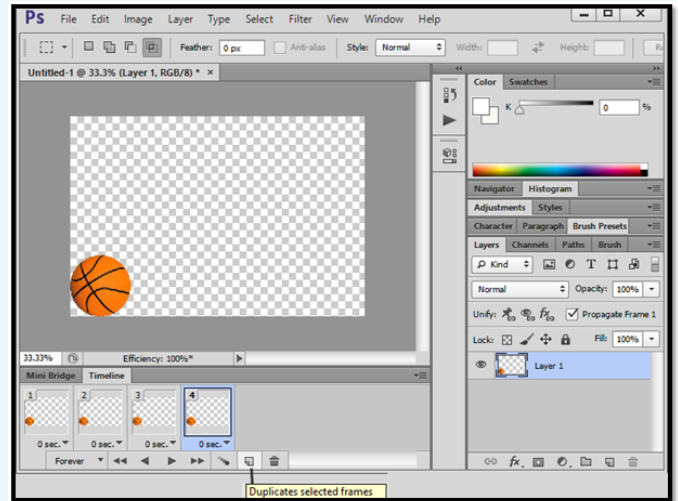 Ps File Edit Image Layer Type Select Filter View Window Help
Feather: 0 px Anti-alias Style: Normal Width: Height:
Untitled-1 @ 33.3% (Layer 1, RGB/8) * ×
Color Swatches
K 0 %
Navigator Histogram
Adjustments Styles
Character Paragraph Brush Presets
Layers Channels Paths Brush
Kind
Normal Opacity: 100%
Unify: Propagate Frame 1
Lock: Fill: 100%
Layer 1
33.33% Efficiency: 100%*
Mini Bridge Timeline
1 2 3 4
0 sec. 0 sec. 0 sec. 0 sec.
Forever
Duplicates selected frames